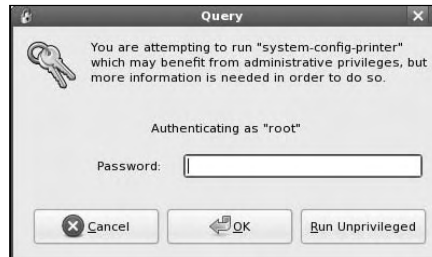 Query
You are attempting to run "system-config-printer"
which may benefit from administrative privileges, but
more information is needed in order to do so.
Authenticating as "root"
Password:
Cancel
OK
Run Unprivileged